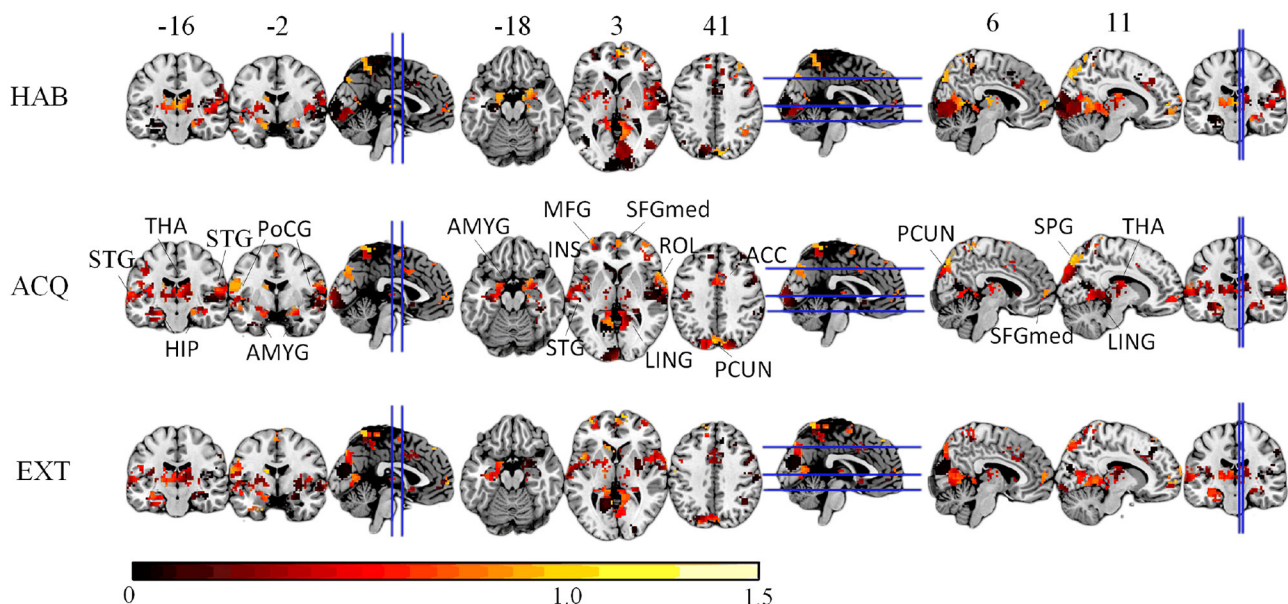 -16 -2 -18 3 41 6 11
HAB
THA STG PoCG AMYG MFG SFGmed
STG INS ROL ACC PCUN SPG THA
ACQ
HIP AMYG STG LING PCUN SFGmed LING
EXT
0 1.0 1.5